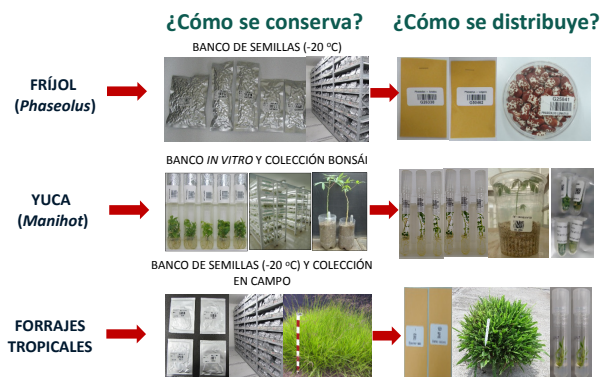 ¿Cómo se conserva?
¿Cómo se distribuye?
BANCO DE SEMILLAS (-20 ºC)
FRÍJOL
(Phaseolus)
G25841
BANCO IN VITRO Y COLECCIÓN BONSÁI
YUCA
(Manihot)
BANCO DE SEMILLAS (-20 ºC) Y COLECCIÓN
EN CAMPO
FORRAJES
TROPICALES